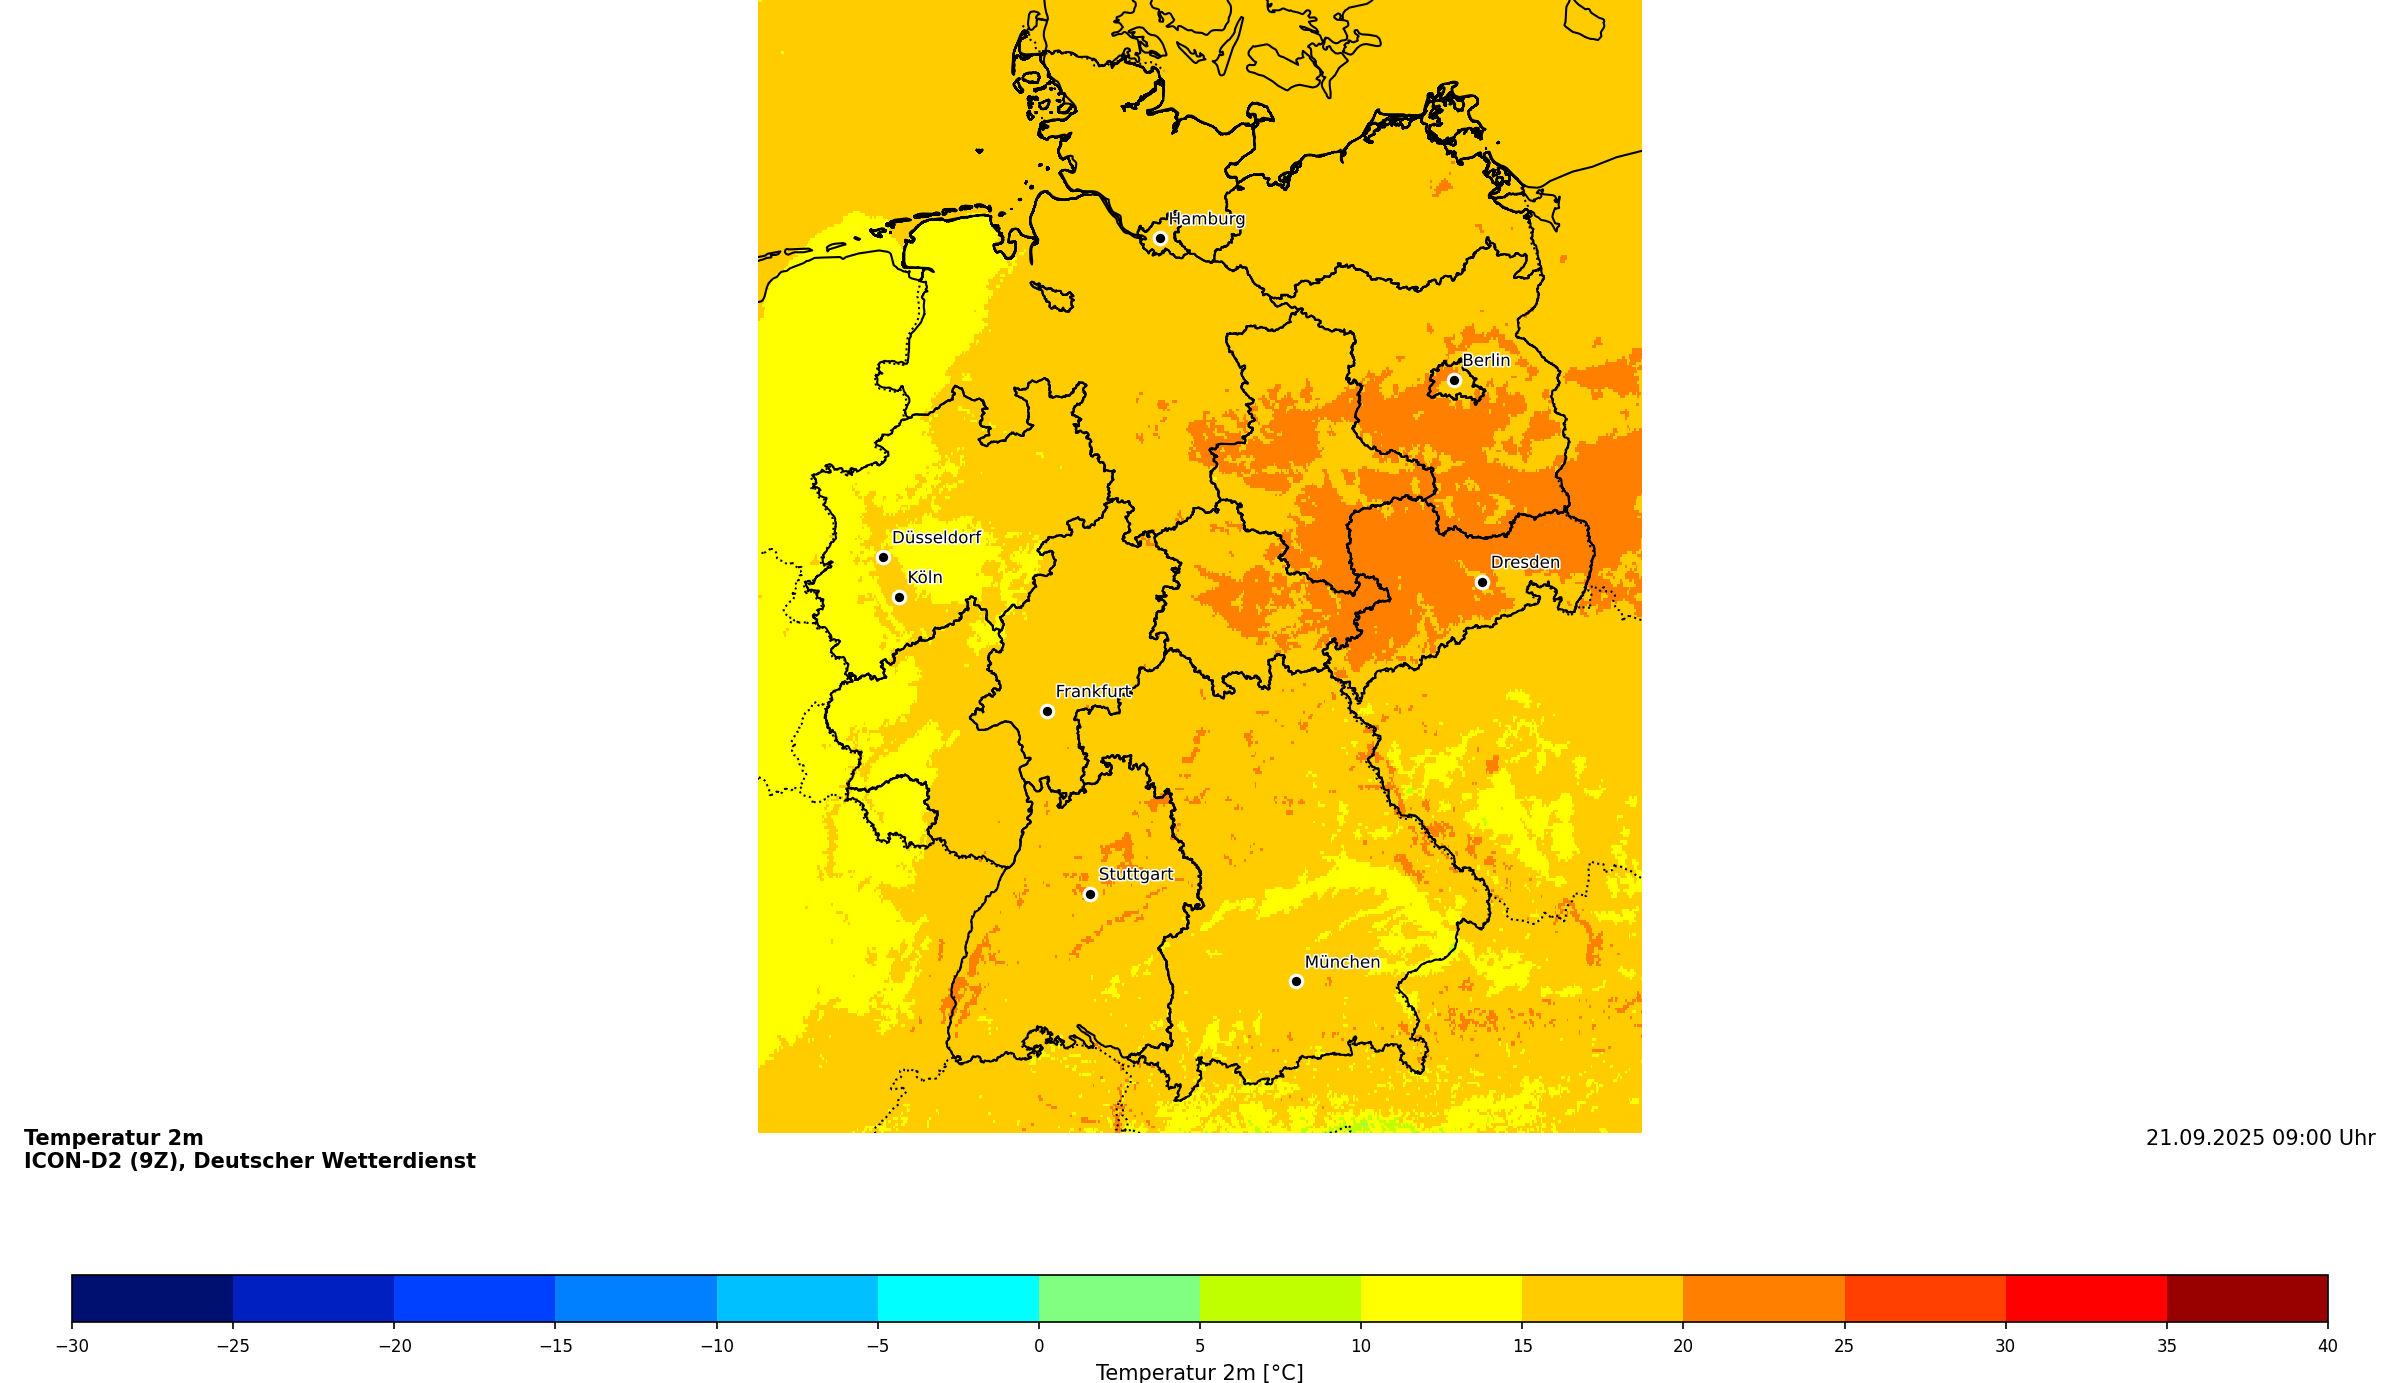 Hamburg
Berlin
Düsseldorf
Dresden
Köln
Frankfurt
Stuttgart
München
Temperatur 2m
ICON-D2 (9Z), Deutscher Wetterdienst
21.09.2025 09:00 Uhr
−30 −25 −20 −15 −10 −5 0 5 10 15 20 25 30 35 40
Temperatur 2m [°C]